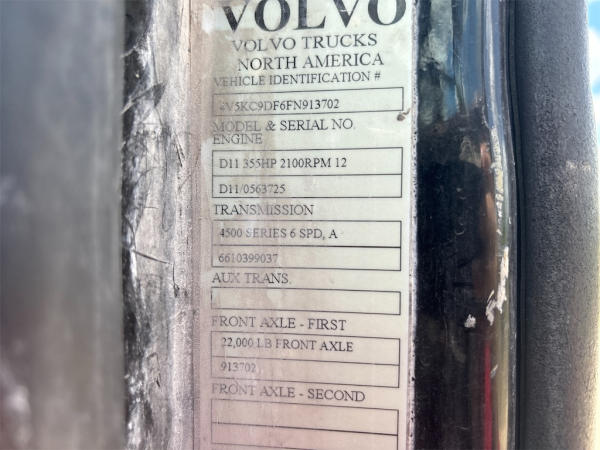 VOLVO
VOLVO TRUCKS
NORTH AMERICA
VEHICLE IDENTIFICATION #
4V5KC9DF6FN913702
MODEL & SERIAL NO.
ENGINE
D11 355HP 2100RPM 12
D11/0563725
TRANSMISSION
4500 SERIES 6 SPD, A
6610399037
AUX TRANS.
FRONT AXLE - FIRST
22,000 LB FRONT AXLE
913702
FRONT AXLE - SECOND